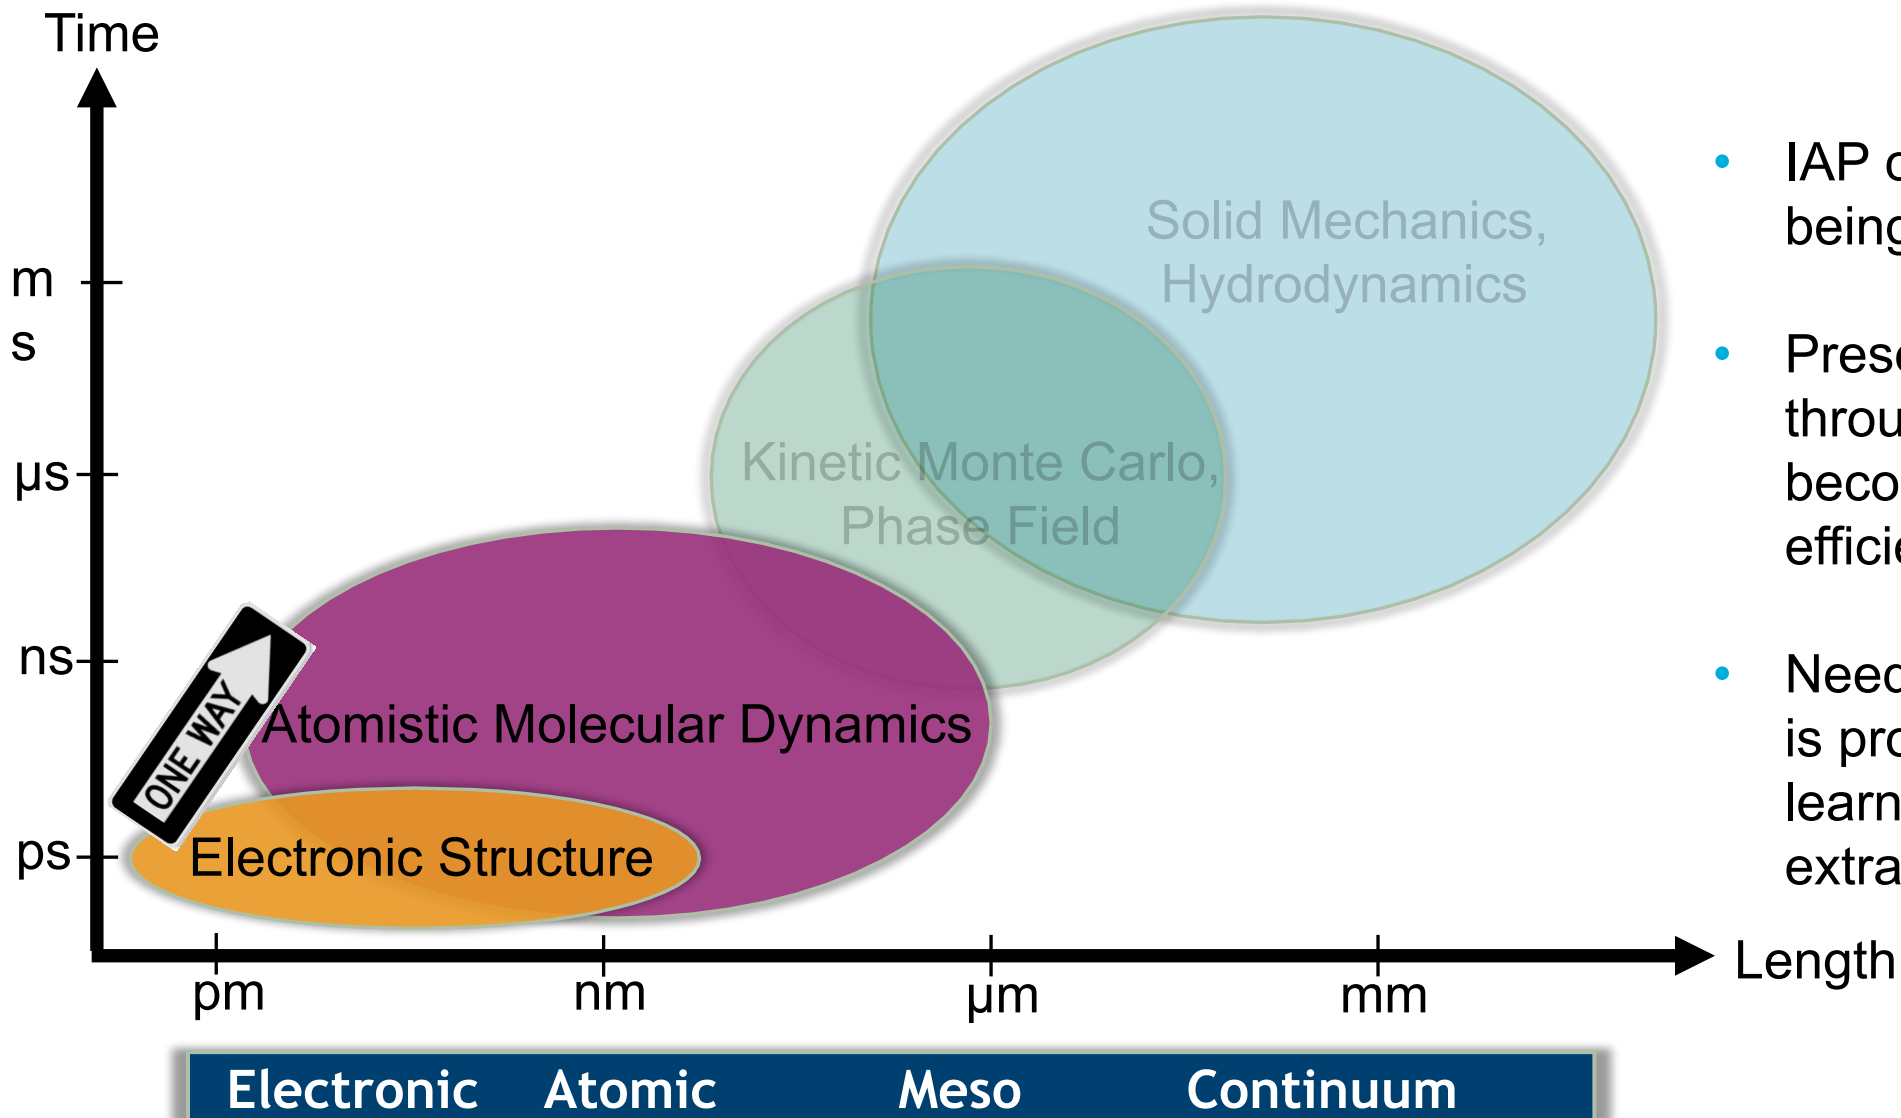 Time
m
s
µs
ns
ps
Solid Mechanics,
Hydrodynamics
Kinetic Monte Carlo,
Phase Field
ONE WAY
Atomistic Molecular Dynamics
Electronic Structure
pm
nm
µm
mm
Length
Electronic Atomic Meso Continuum
• IAP
being
•
throu
beco
efficie
• Need
is pro
learn
extra